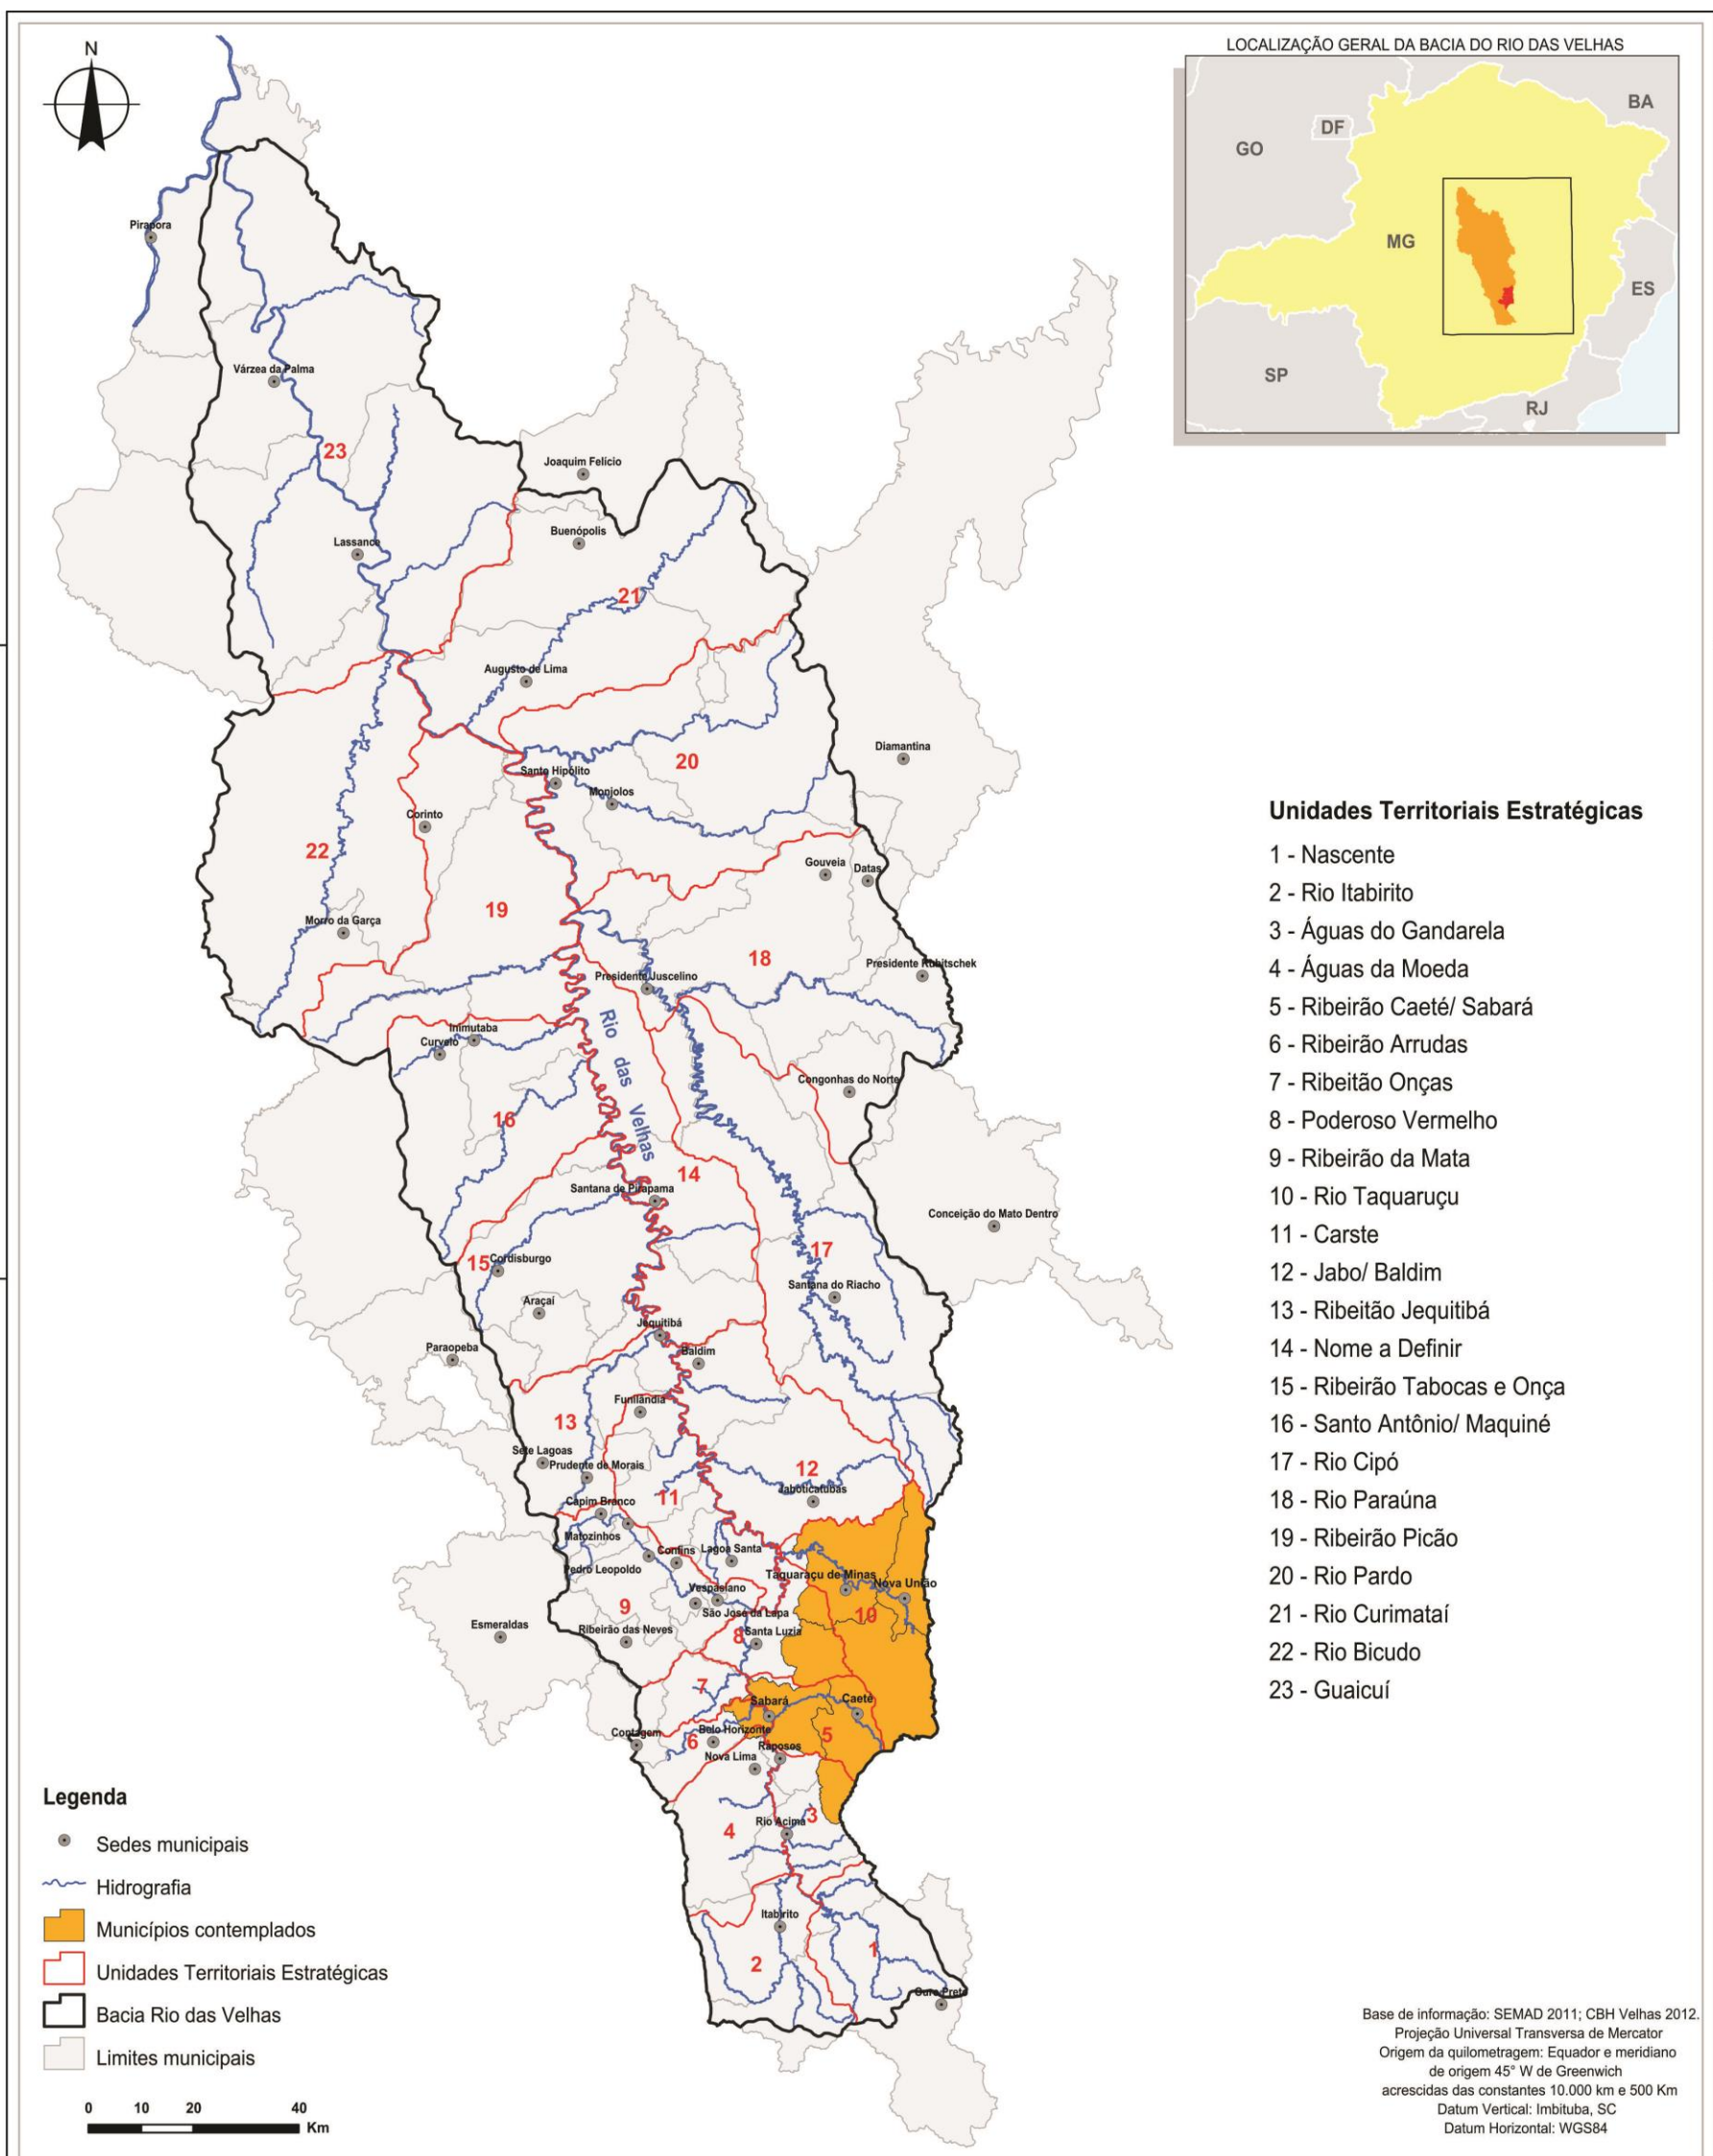 LOCALIZAÇÃO GERAL DA BACIA DO RIO DAS VELHAS
N
BA
DF
GO
MG
ES
SP
RJ
Pirapora
Várzea da Palma
23
Joaquim Felício
Buenópolis
Lassance
21
Augusto de Lima
Diamantina
20
Santo Hipólito
Monjolos
Corinto
22
Gouveia
Datas
19
Morro da Garça
18
Presidente Kubitschek
Presidente Juscelino
Rio das Velhas
Inimutaba
Curvelo
Congonhas do Norte
16
14
Santana de Pirapama
Conceição do Mato Dentro
17
15
Cordisburgo
Santana do Riacho
Araçaí
Jequitibá
Paraopeba
Baldim
Funilândia
13
Sete Lagoas
Prudente de Morais
12
Jaboticatubas
11
Capim Branco
Matozinhos
Confins
Lagoa Santa
Pedro Leopoldo
Taquaraçu de Minas
Nova União
Vespasiano
São José da Lapa
9
10
Esmeraldas
Ribeirão das Neves
8
Santa Luzia
7
Sabará
Caeté
Contagem
6
Belo Horizonte
5
Nova Lima
Raposos
3
4
Rio Acima
Itabirito
1
2
Ouro Preto
Unidades Territoriais Estratégicas
1 - Nascente
2 - Rio Itabirito
3 - Águas do Gandarela
4 - Águas da Moeda
5 - Ribeirão Caeté/ Sabará
6 - Ribeirão Arrudas
7 - Ribeitão Onças
8 - Poderoso Vermelho
9 - Ribeirão da Mata
10 - Rio Taquaruçu
11 - Carste
12 - Jabo/ Baldim
13 - Ribeitão Jequitibá
14 - Nome a Definir
15 - Ribeirão Tabocas e Onça
16 - Santo Antônio/ Maquiné
17 - Rio Cipó
18 - Rio Paraúna
19 - Ribeirão Picão
20 - Rio Pardo
21 - Rio Curimataí
22 - Rio Bicudo
23 - Guaicuí
Legenda
Sedes municipais
Hidrografia
Municípios contemplados
Unidades Territoriais Estratégicas
Bacia Rio das Velhas
Limites municipais
0 10 20 40
Km
Base de informação: SEMAD 2011; CBH Velhas 2012.
Projeção Universal Transversa de Mercator
Origem da quilometragem: Equador e meridiano
de origem 45° W de Greenwich
acrescidas das constantes 10.000 km e 500 Km
Datum Vertical: Imbituba, SC
Datum Horizontal: WGS84